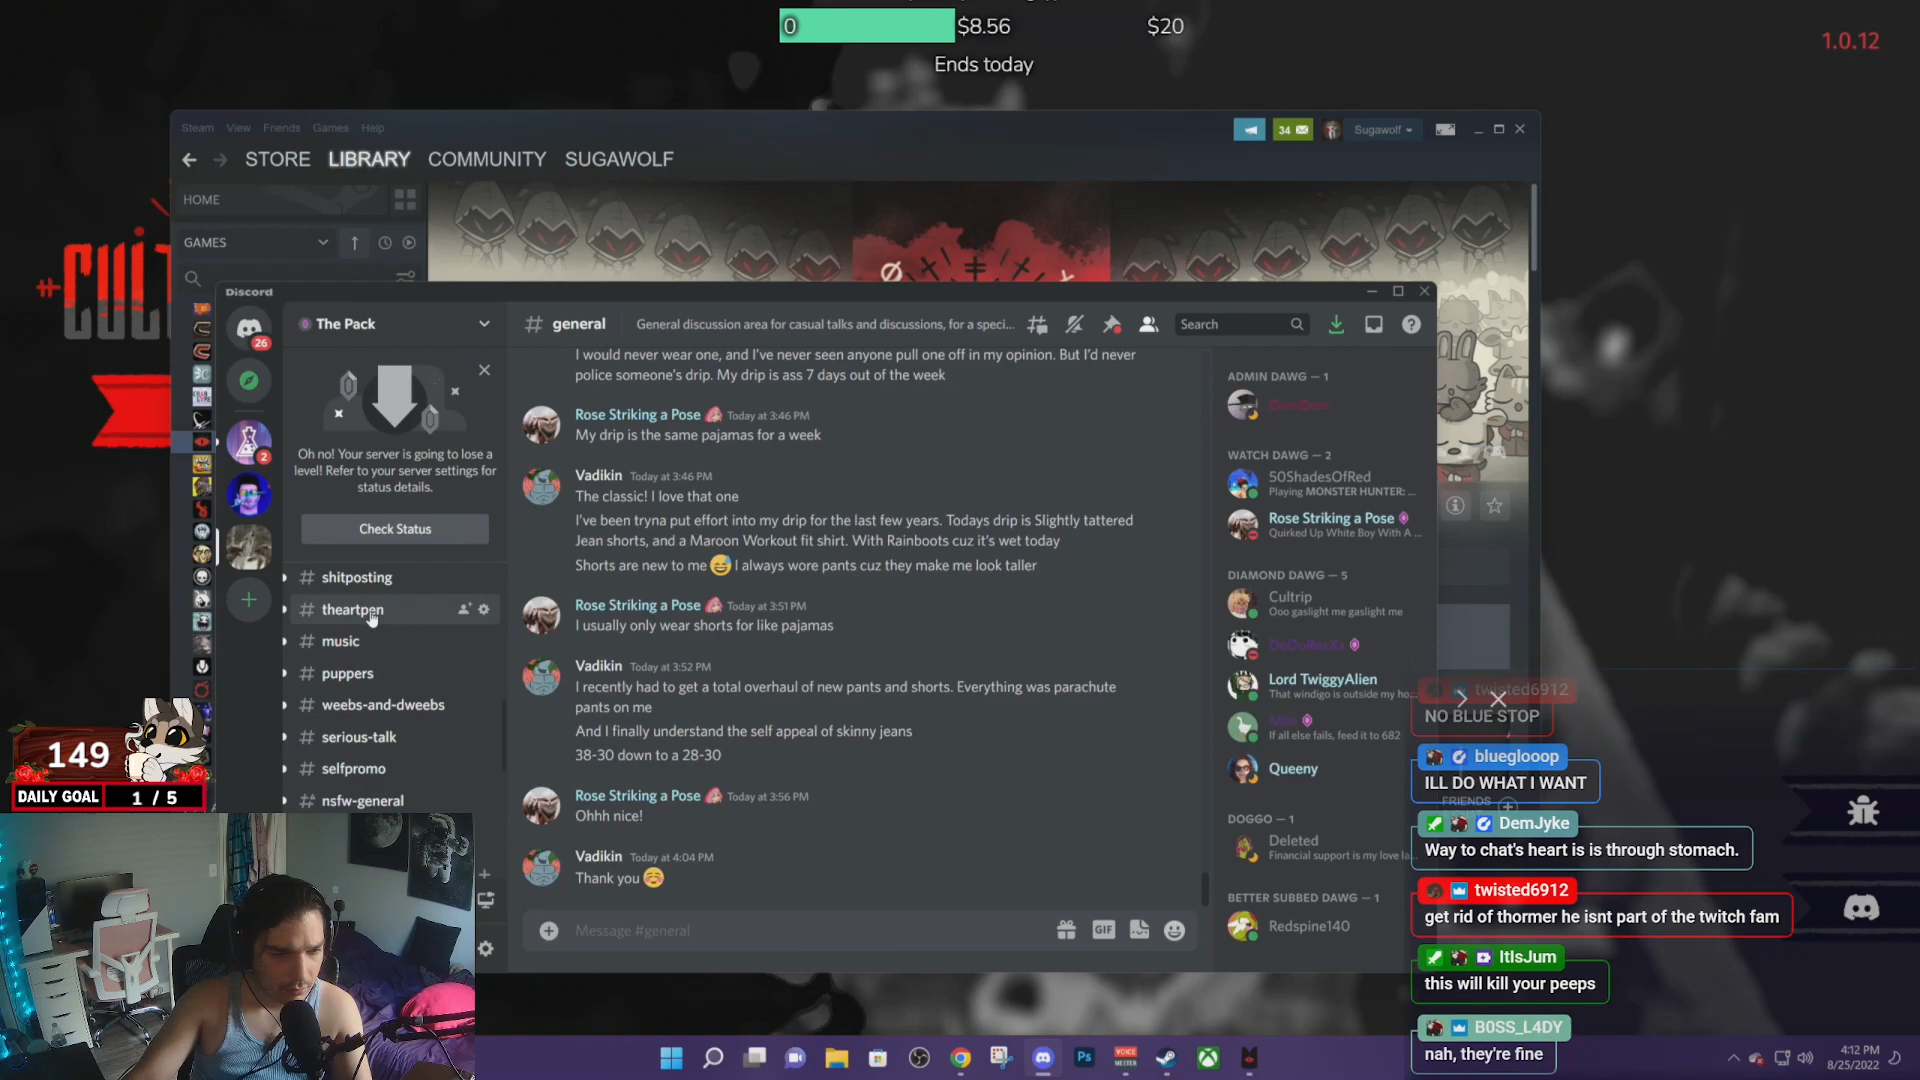 0
$8.56
$20
Ends today
1.0.12
Steam View Friends Games Help
34
Sugawolf
STORE LIBRARY COMMUNITY SUGAWOLF
HOME
GAMES
CULT
Discord
The Pack
# general
General discussion area for casual talks and discussions, for a speci...
Search
26
2
Oh no! Your server is going to lose a
level! Refer to your server settings for
status details.
Check Status
# shitposting
# theartpen
# music
# puppers
# weebs-and-dweebs
# serious-talk
# selfpromo
# nsfw-general
I would never wear one, and I've never seen anyone pull one off in my opinion. But I'd never
police someone's drip. My drip is ass 7 days out of the week
Rose Striking a Pose Today at 3:46 PM
My drip is the same pajamas for a week
Vadikin Today at 3:46 PM
The classic! I love that one
I've been tryna put effort into my drip for the last few years. Todays drip is Slightly tattered
Jean shorts, and a Maroon Workout fit shirt. With Rainboots cuz it's wet today
Shorts are new to me 😅 I always wore pants cuz they make me look taller
Rose Striking a Pose Today at 3:51 PM
I usually only wear shorts for like pajamas
Vadikin Today at 3:52 PM
I recently had to get a total overhaul of new pants and shorts. Everything was parachute
pants on me
And I finally understand the self appeal of skinny jeans
38-30 down to a 28-30
Rose Striking a Pose Today at 3:56 PM
Ohhh nice!
Vadikin Today at 4:04 PM
Thank you ☺️
Message #general
GIF
ADMIN DAWG — 1
WATCH DAWG — 2
50ShadesOfRed
Playing MONSTER HUNTER: ...
Rose Striking a Pose
Quirked Up White Boy With A ...
DIAMOND DAWG — 5
Cultrip
Ooo gaslight me gaslight me
Lord TwiggyAlien
That windigo is outside my ho...
If all else fails, feed it to 682
Queeny
DOGGO — 1
Deleted
Financial support is my love la...
BETTER SUBBED DAWG — 1
Redspine140
149
DAILY GOAL 1 / 5
FRIENDS
twisted6912
NO BLUE STOP
blueglooop
ILL DO WHAT I WANT
DemJyke
Way to chat's heart is is through stomach.
twisted6912
get rid of thormer he isnt part of the twitch fam
ItIsJum
this will kill your peeps
B0SS_L4DY
nah, they're fine
Ps
VOICE
MEETER
4:12 PM
8/25/2022